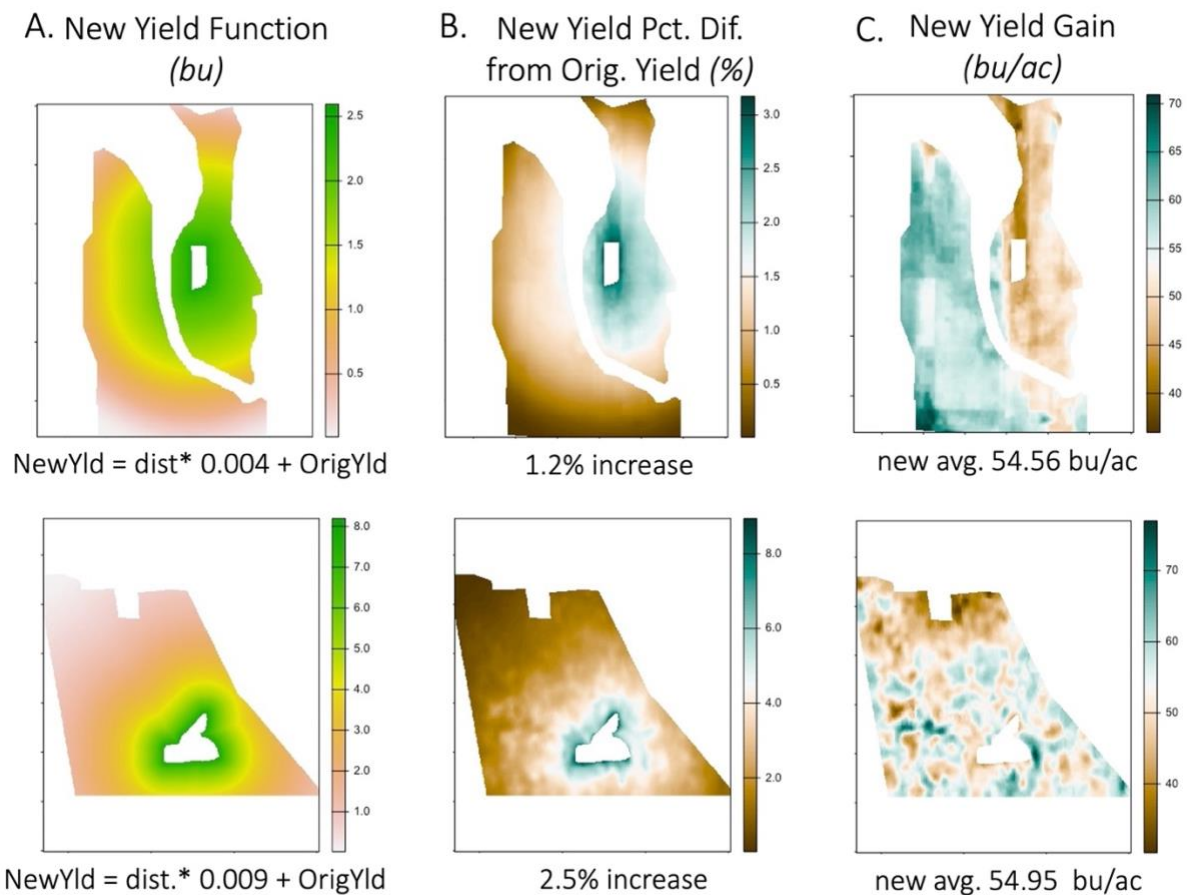 A. New Yield Function
(bu)
B. New Yield Pct. Dif.
from Orig. Yield (%)
C. New Yield Gain
(bu/ac)
2.5
2.0
1.5
1.0
0.5
3.0
2.5
2.0
1.5
1.0
0.5
70
65
60
55
50
45
40
NewYld = dist* 0.004 + OrigYld
1.2% increase
new avg. 54.56 bu/ac
8.0
7.0
6.0
5.0
4.0
3.0
2.0
1.0
8.0
6.0
4.0
2.0
70
60
50
40
NewYld = dist.* 0.009 + OrigYld
2.5% increase
new avg. 54.95 bu/ac